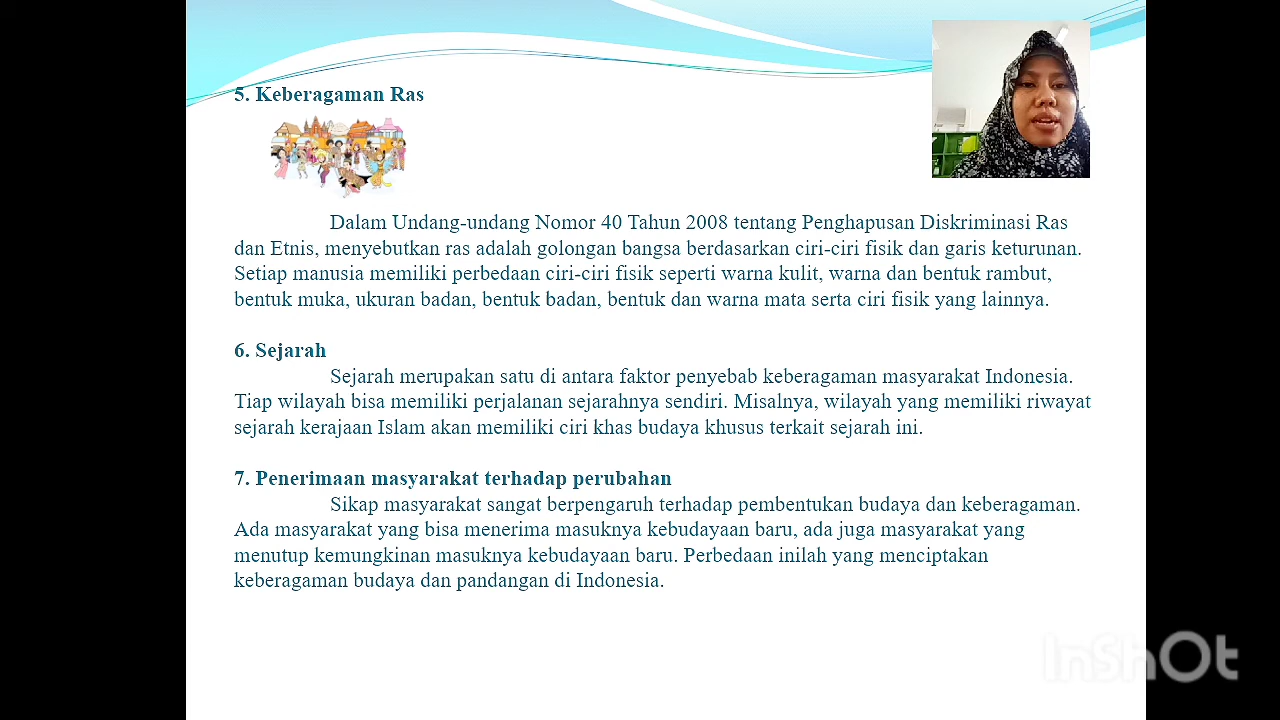 5. Keberagaman Ras
Dalam Undang-undang Nomor 40 Tahun 2008 tentang Penghapusan Diskriminasi Ras
dan Etnis, menyebutkan ras adalah golongan bangsa berdasarkan ciri-ciri fisik dan garis keturunan.
Setiap manusia memiliki perbedaan ciri-ciri fisik seperti warna kulit, warna dan bentuk rambut,
bentuk muka, ukuran badan, bentuk badan, bentuk dan warna mata serta ciri fisik yang lainnya.
6. Sejarah
Sejarah merupakan satu di antara faktor penyebab keberagaman masyarakat Indonesia.
Tiap wilayah bisa memiliki perjalanan sejarahnya sendiri. Misalnya, wilayah yang memiliki riwayat
sejarah kerajaan Islam akan memiliki ciri khas budaya khusus terkait sejarah ini.
7. Penerimaan masyarakat terhadap perubahan
Sikap masyarakat sangat berpengaruh terhadap pembentukan budaya dan keberagaman.
Ada masyarakat yang bisa menerima masuknya kebudayaan baru, ada juga masyarakat yang
menutup kemungkinan masuknya kebudayaan baru. Perbedaan inilah yang menciptakan
keberagaman budaya dan pandangan di Indonesia.
InShOt